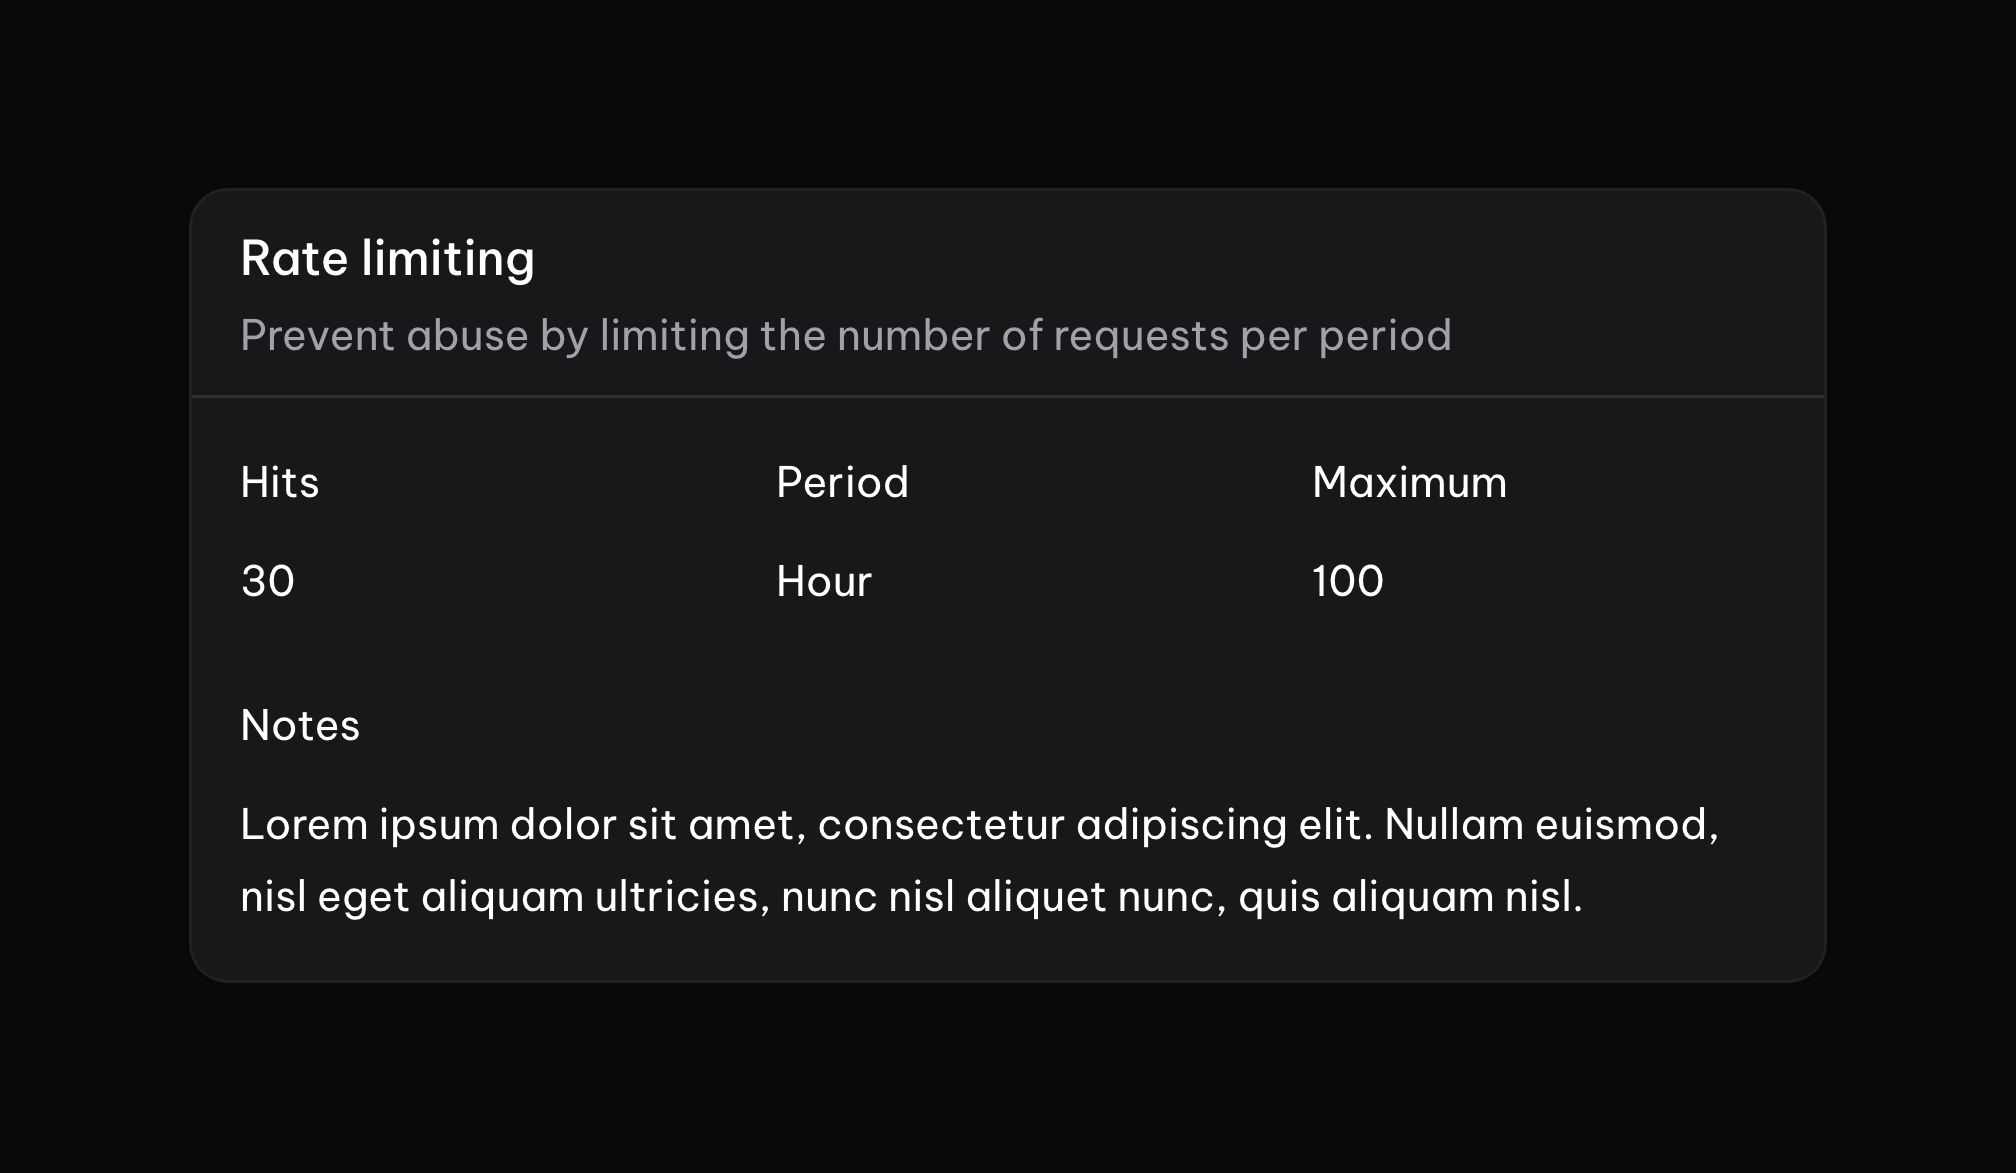 Rate limiting
Prevent abuse by limiting the number of requests per period
Hits Period Maximum
30 Hour 100
Notes
Lorem ipsum dolor sit amet, consectetur adipiscing elit. Nullam euismod,
nisl eget aliquam ultricies, nunc nisl aliquet nunc, quis aliquam nisl.